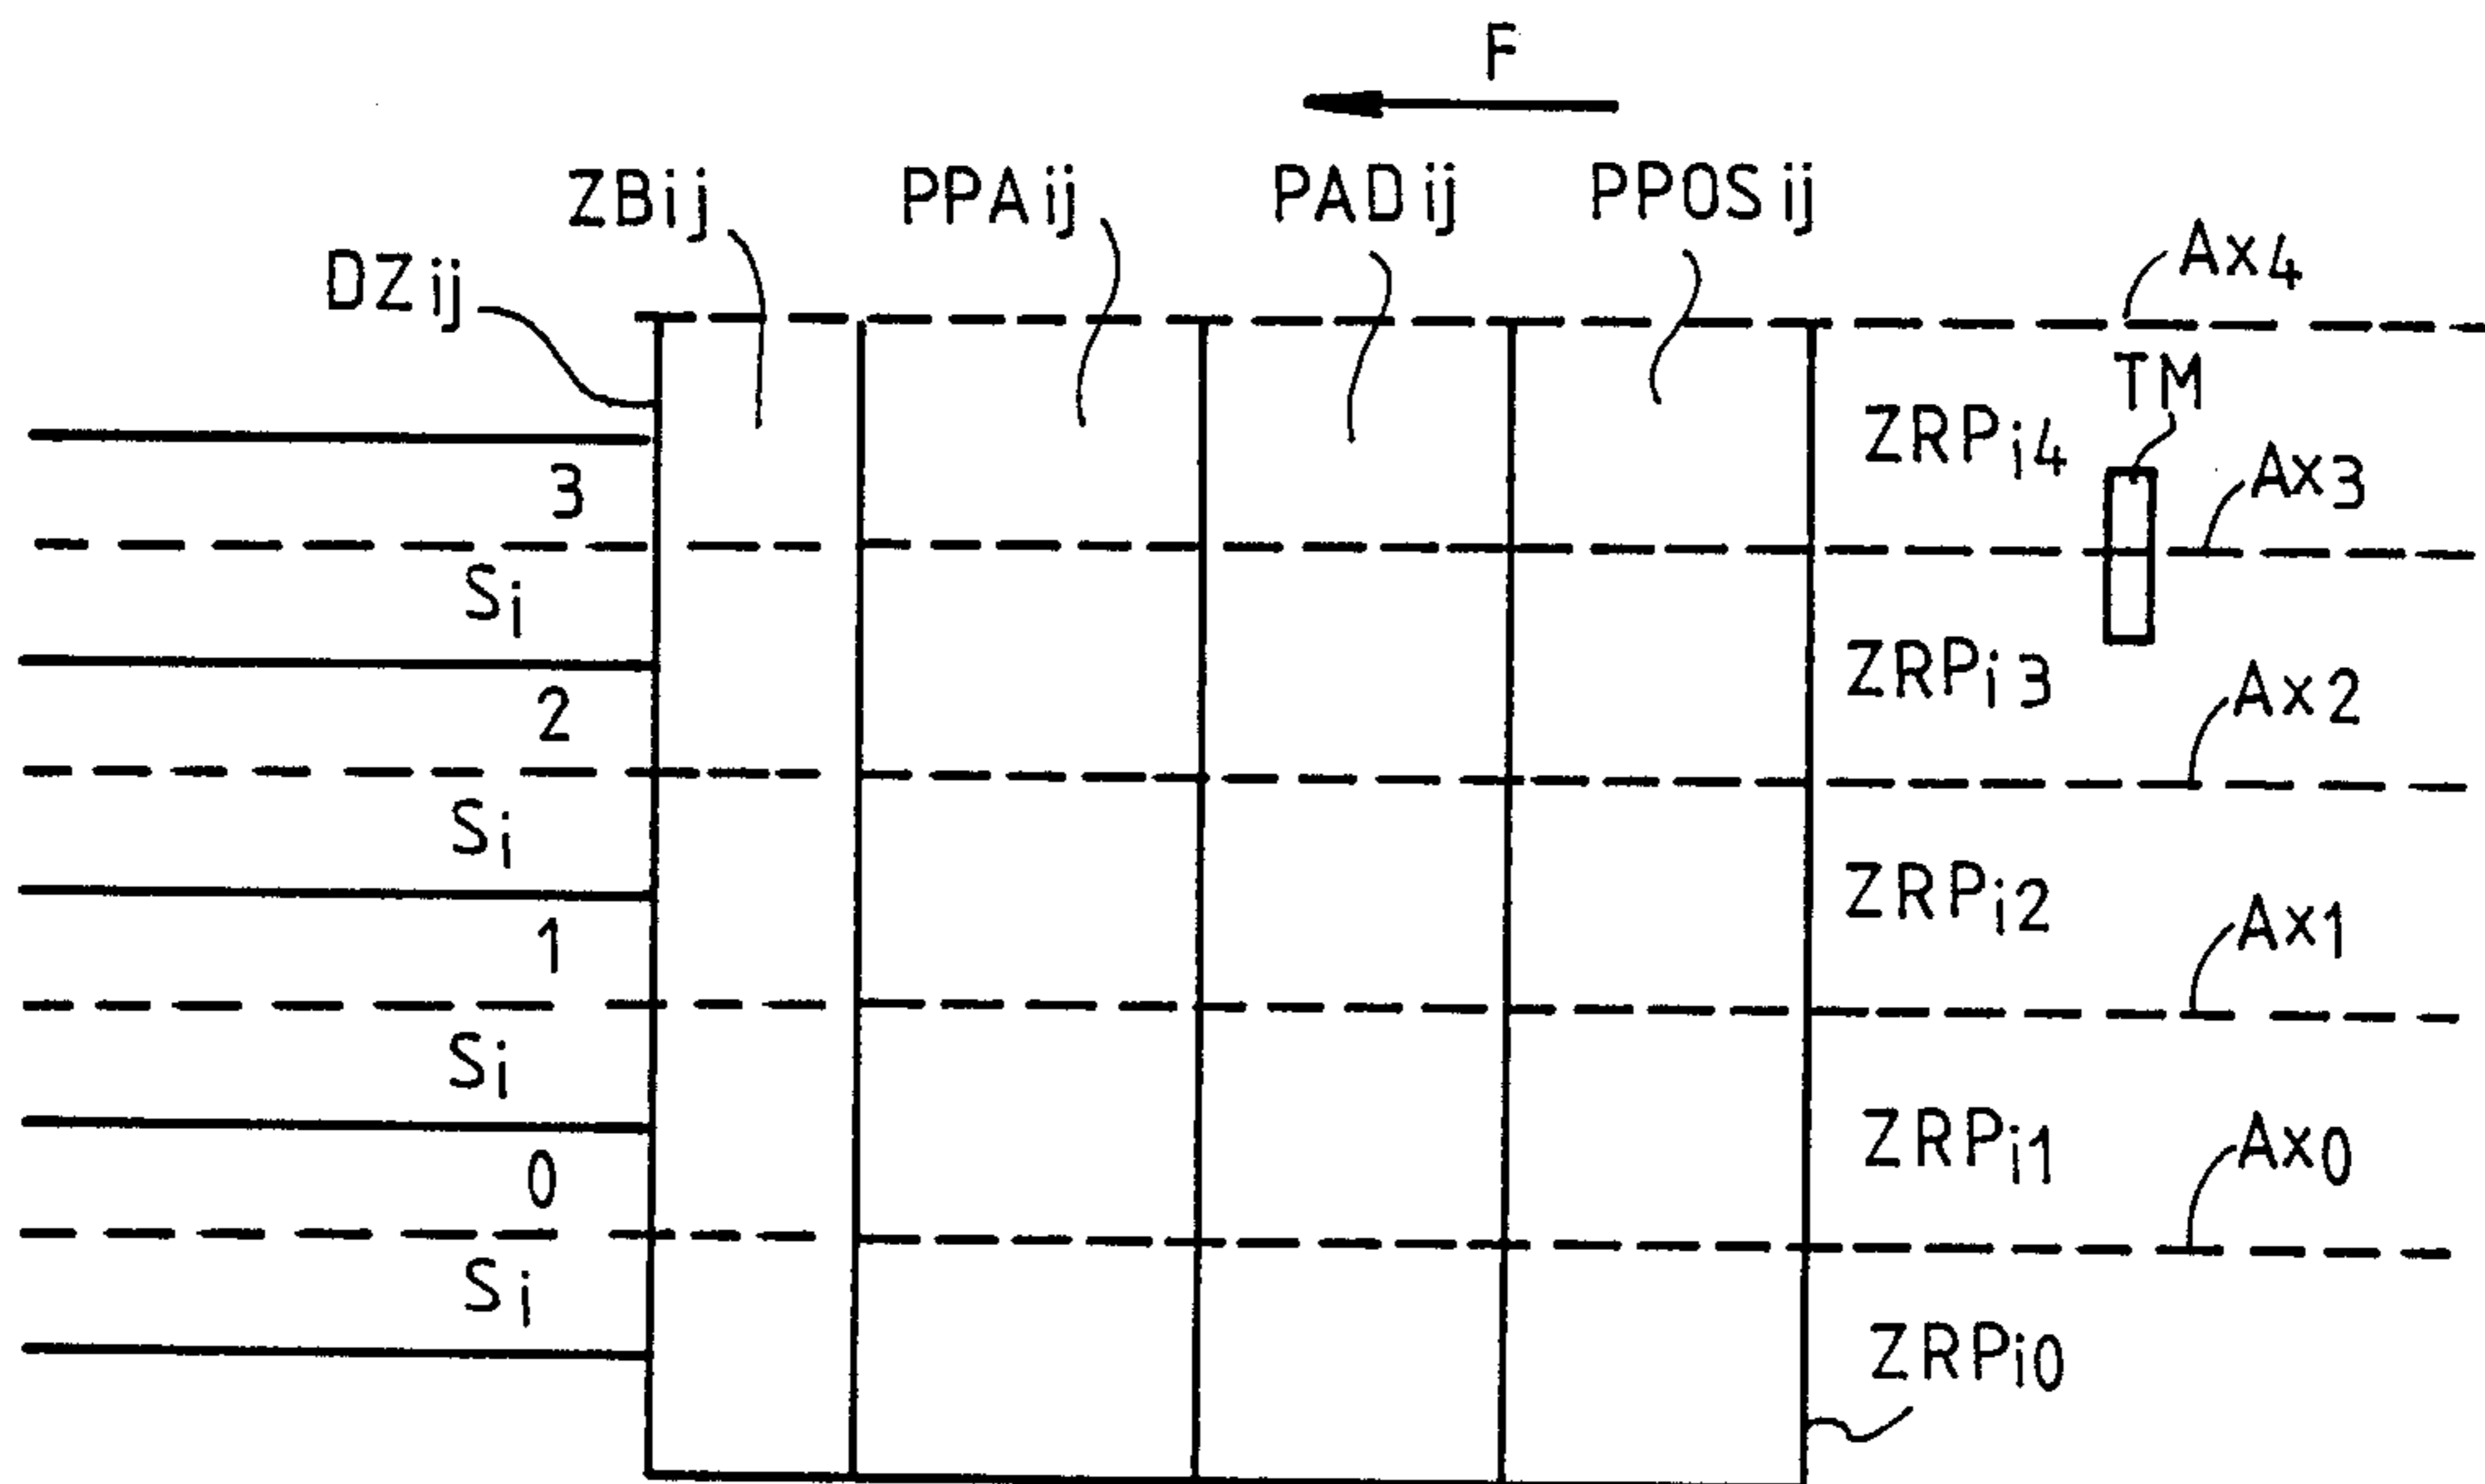 F
ZBij PPAij PADij PPOSij
DZij Ax4
TM
ZRPi4
3 Ax3
Si
ZRPi3
2 Ax2
Si
ZRPi2
1 Ax1
Si
ZRPi1
0 Ax0
Si
ZRPi0